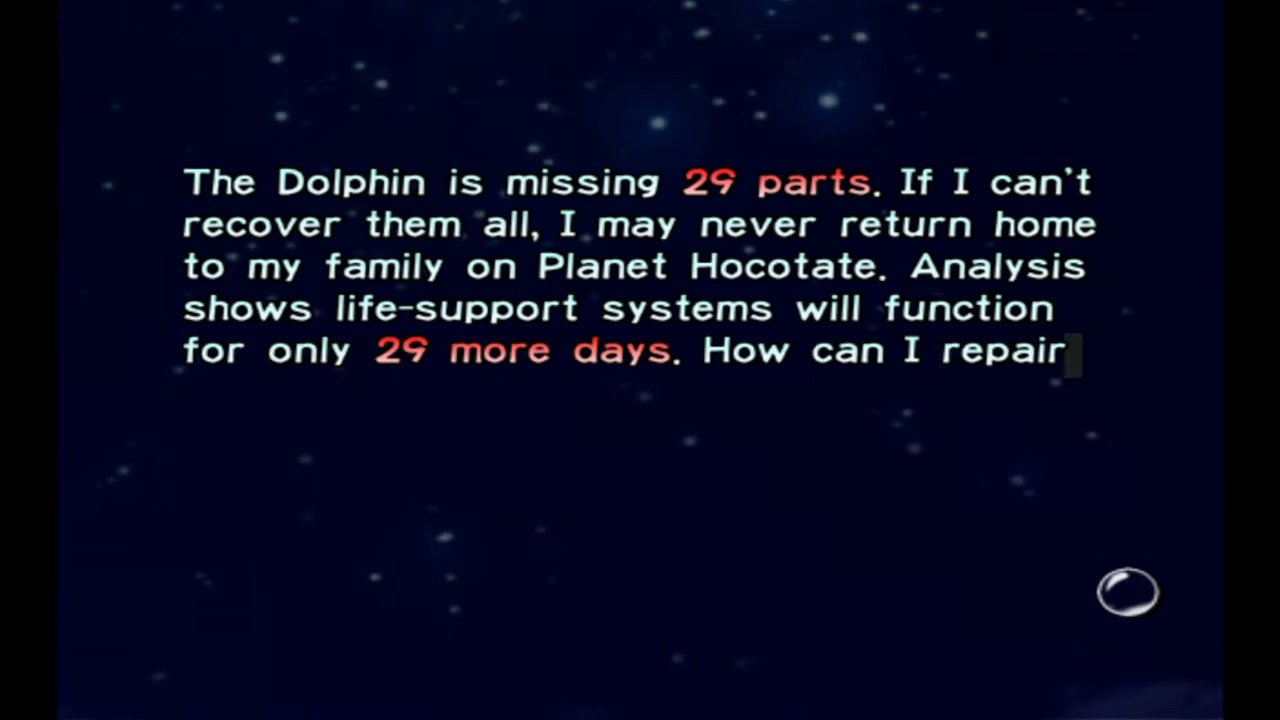 The Dolphin is missing 29 parts. If I can't
recover them all, I may never return home
to my family on Planet Hocotate. Analysis
shows life-support systems will function
for only 29 more days. How can I repair